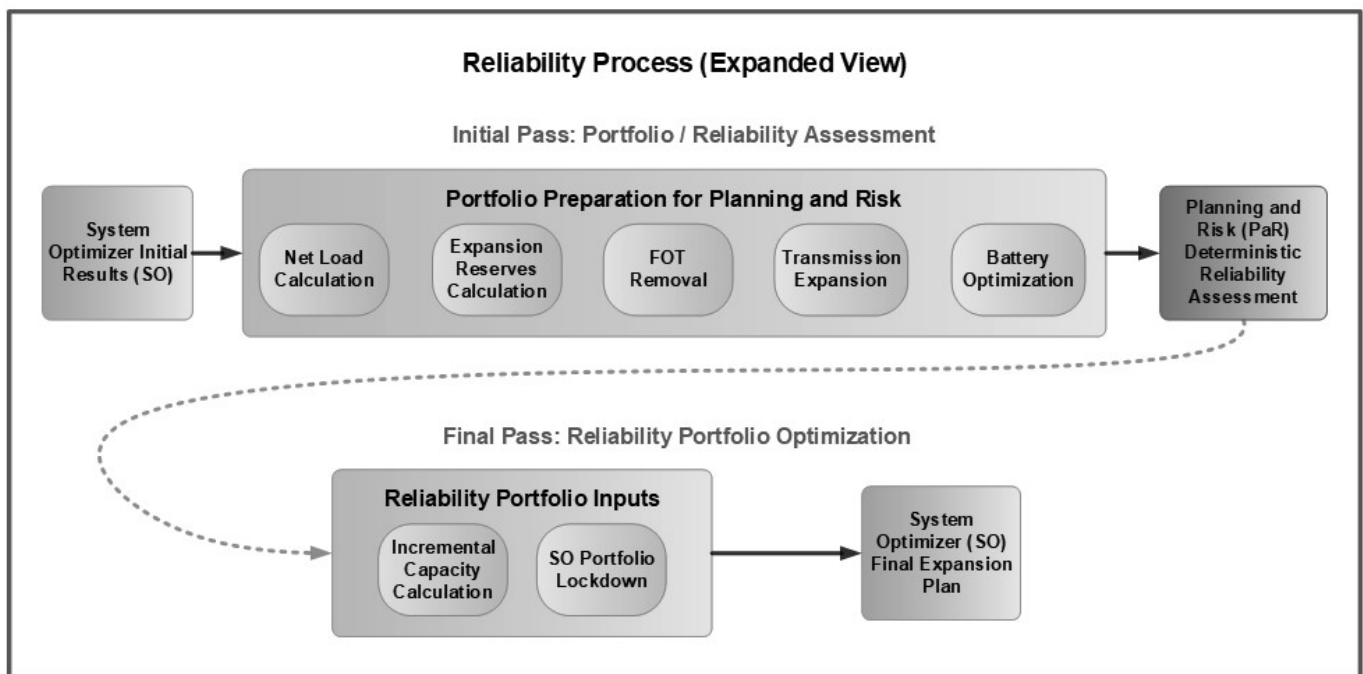 Reliability Process (Expanded View)
Initial Pass: Portfolio / Reliability Assessment
System
Optimizer Initial
Results (SO)
Portfolio Preparation for Planning and Risk
Net Load
Calculation
Expansion
Reserves
Calculation
FOT
Removal
Transmission
Expansion
Battery
Optimization
Planning and
Risk (PaR)
Deterministic
Reliability
Assessment
Final Pass: Reliability Portfolio Optimization
Reliability Portfolio Inputs
Incremental
Capacity
Calculation
SO Portfolio
Lockdown
System
Optimizer (SO)
Final Expansion
Plan